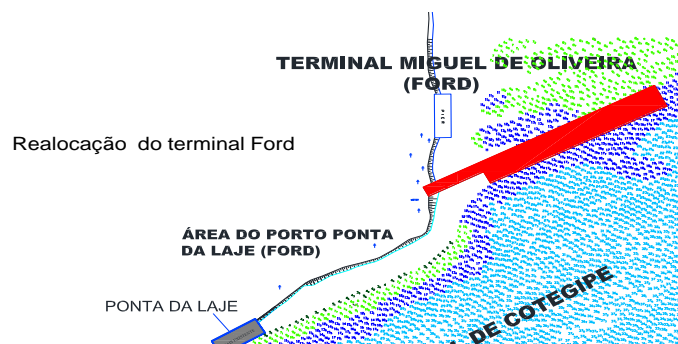 TERMINAL MIGUEL DE OLIVEIRA
(FORD)
Realocação do terminal Ford
ÁREA DO PORTO PONTA
DA LAJE (FORD)
PONTA DA LAJE
DE COTEGIPE